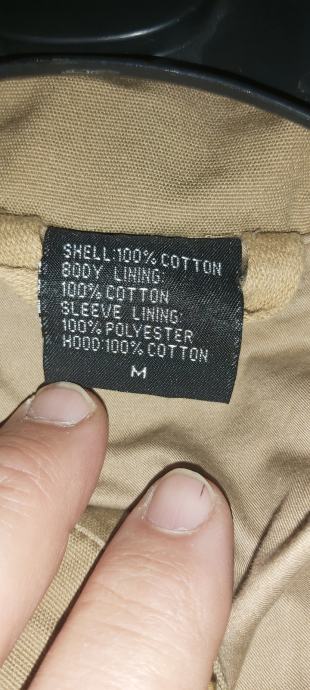 SHELL:100% COTTON
BODY LINING:
100% COTTON
SLEEVE LINING:
100% POLYESTER
HOOD:100% COTTON
M